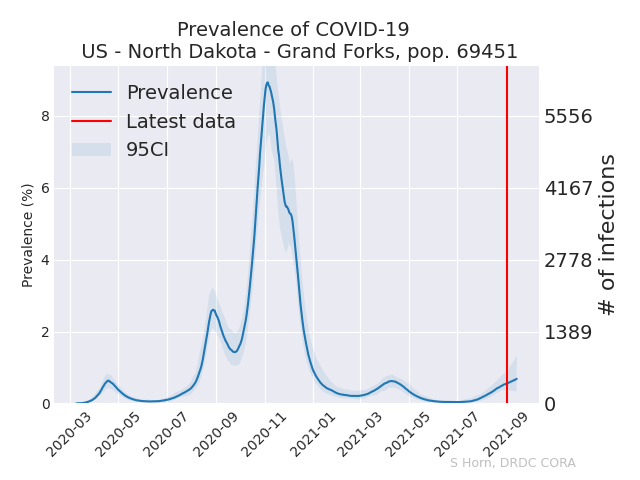 Prevalence of COVID-19
US - North Dakota - Grand Forks, pop. 69451
Prevalence
Latest data
95CI
Prevalence (%)
8
6
4
2
0
5556
4167
2778
1389
0
# of infections
2020-03
2020-05
2020-07
2020-09
2020-11
2021-01
2021-03
2021-05
2021-07
2021-09
S Horn, DRDC CORA